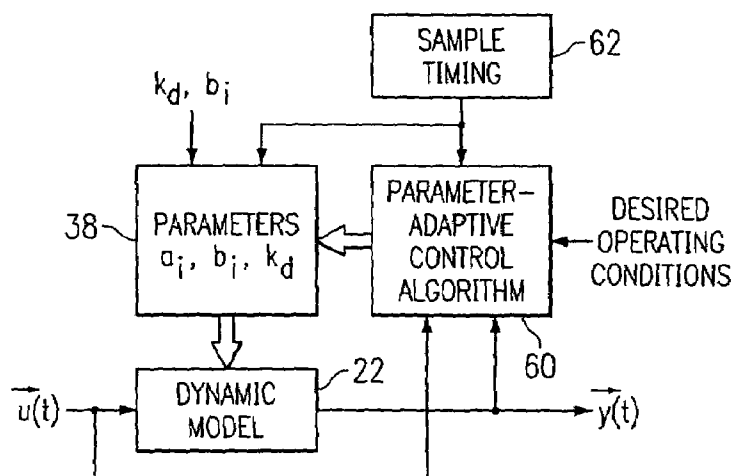 SAMPLE
TIMING
62
k_d, b_i
38
PARAMETERS
a_i, b_i, k_d
PARAMETER-
ADAPTIVE
CONTROL
ALGORITHM
DESIRED
OPERATING
CONDITIONS
60
22
u(t)
DYNAMIC
MODEL
y(t)